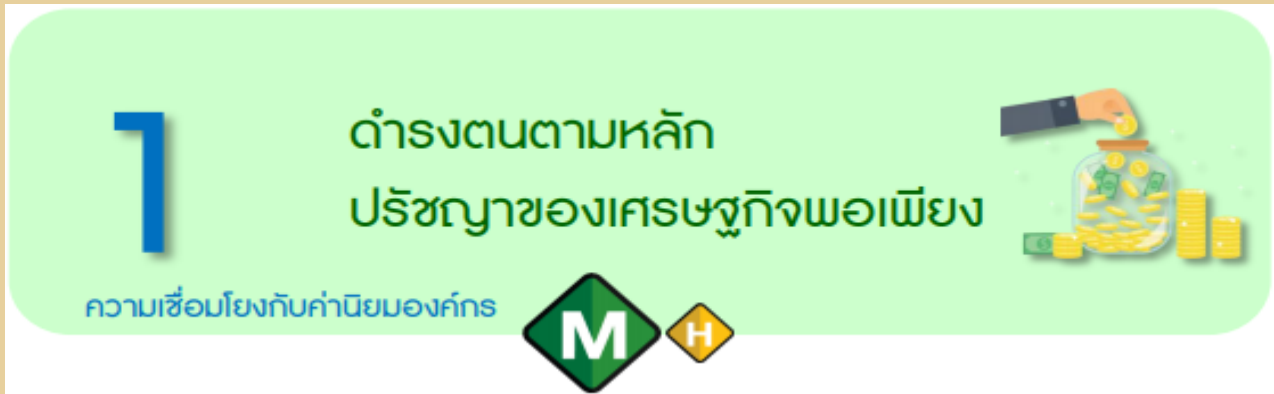 1
ดำรงตนตามหลัก
ปรัชญาของเศรษฐกิจพอเพียง
ความเชื่อมโยงกับค่านิยมองค์กร
M H